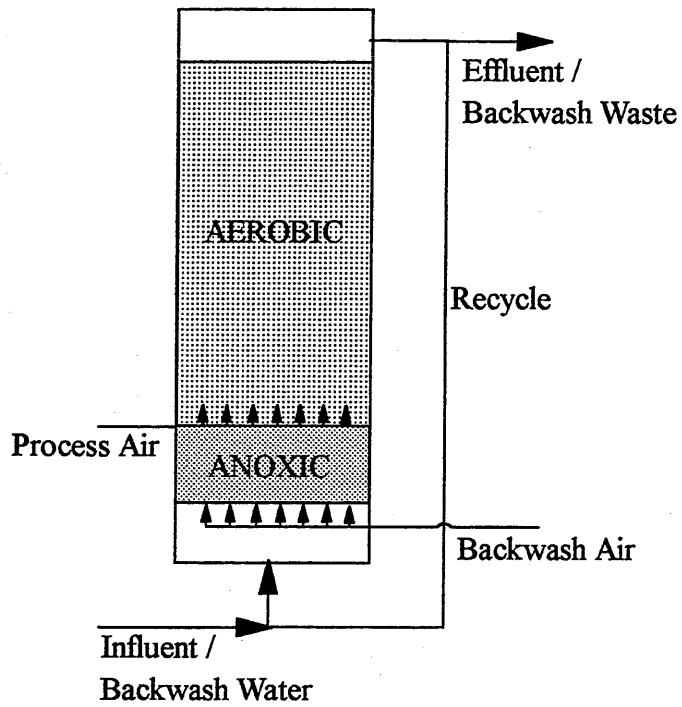 Effluent /
Backwash Waste
AEROBIC
Recycle
Process Air
ANOXIC
Backwash Air
Influent /
Backwash Water